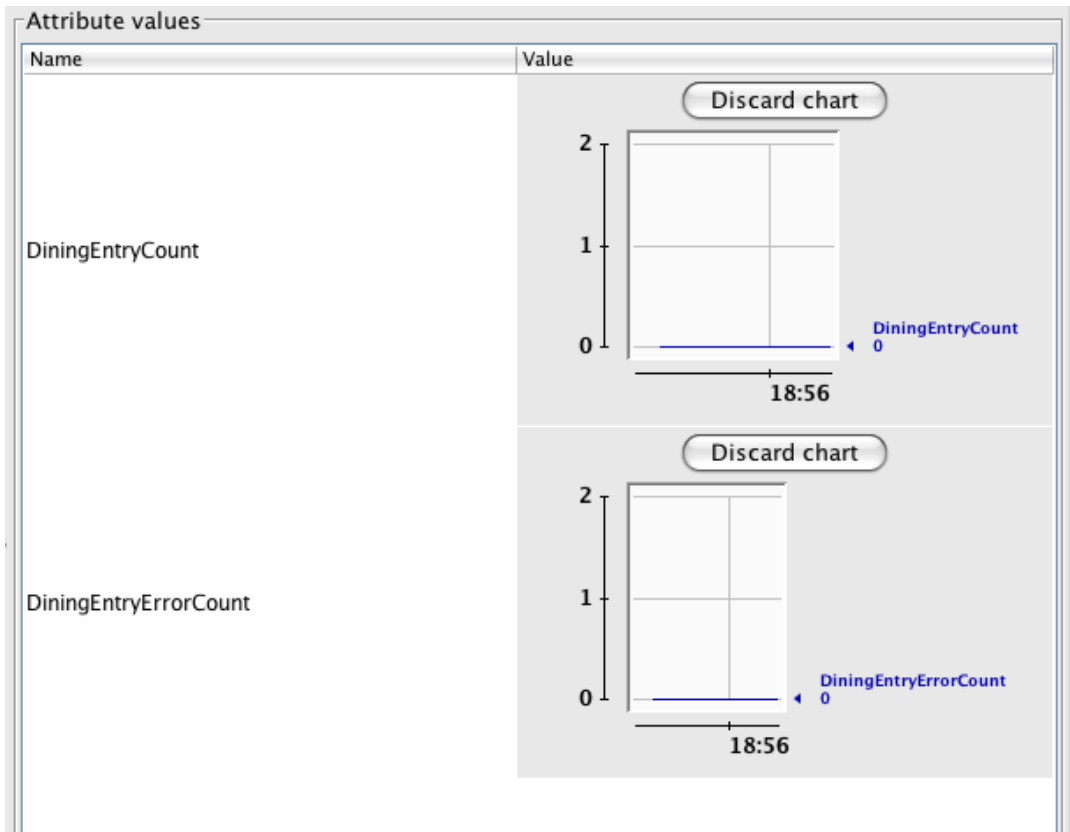 Attribute values
Name Value
DiningEntryCount
Discard chart
2
1
0
DiningEntryCount
0
18:56
DiningEntryErrorCount
Discard chart
2
1
0
DiningEntryErrorCount
0
18:56